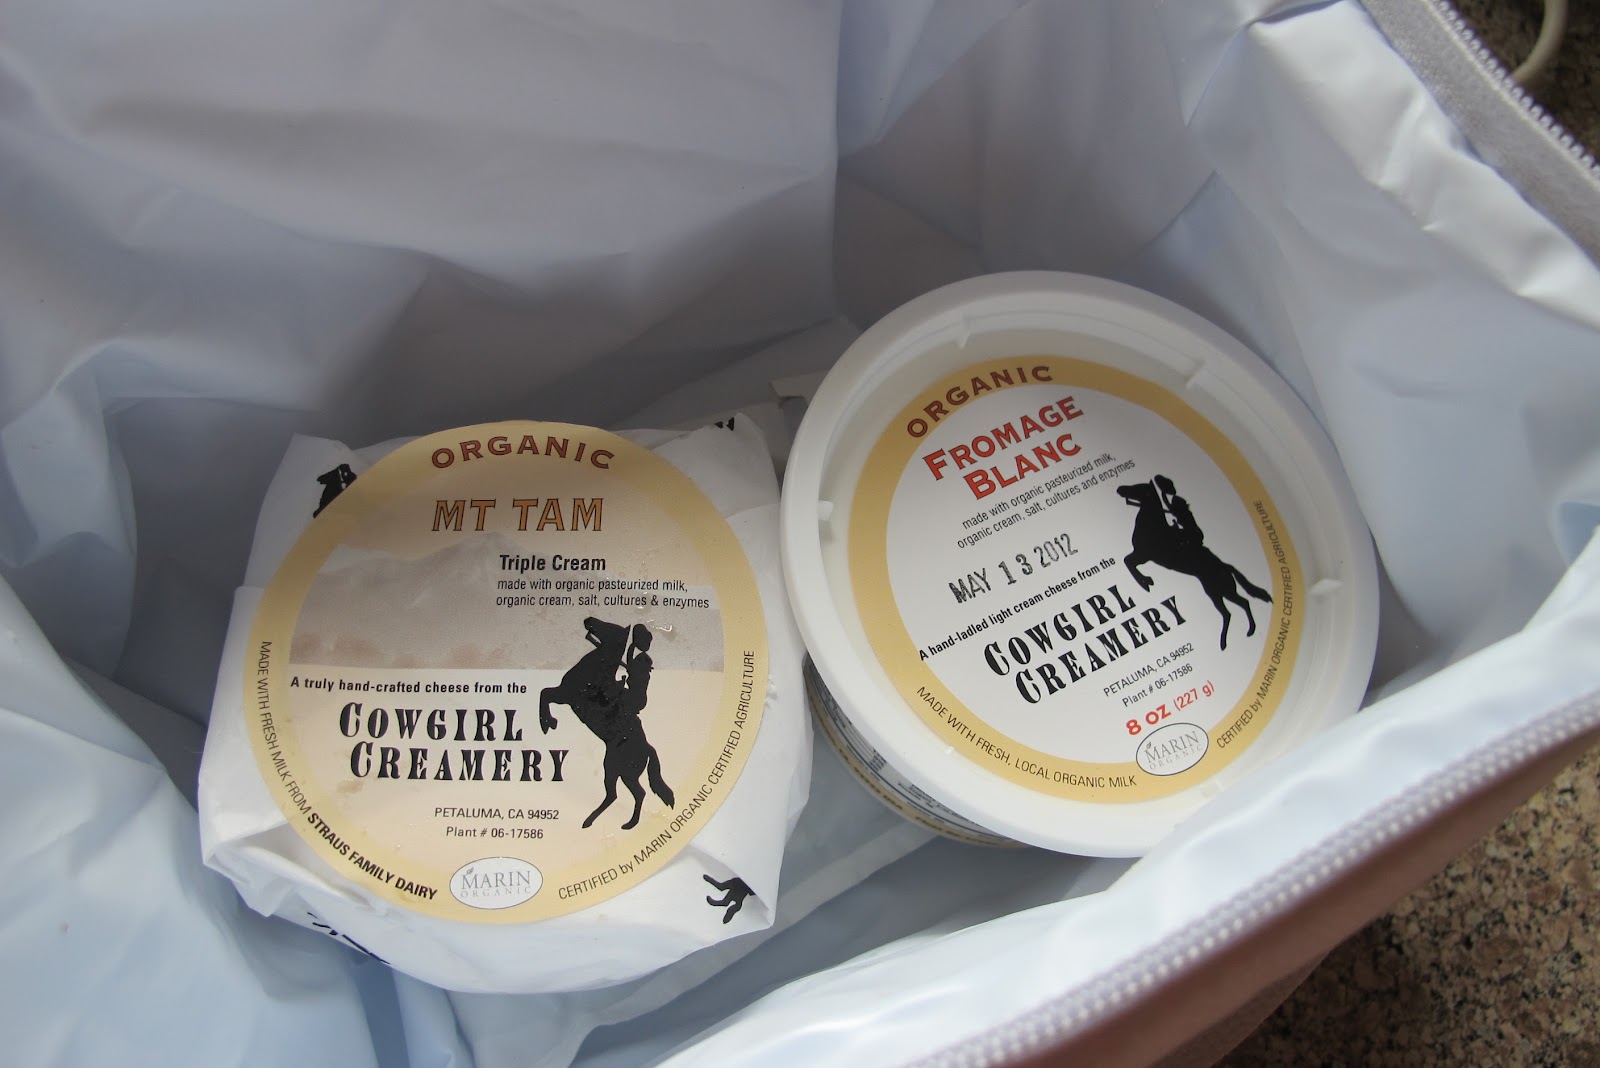 ORGANIC
MT TAM
Triple Cream
made with organic pasteurized milk,
organic cream, salt, cultures & enzymes
A truly hand-crafted cheese from the
COWGIRL
CREAMERY
PETALUMA, CA 94952
Plant # 06-17586
MADE WITH FRESH MILK FROM STRAUS FAMILY DAIRY
MARIN
ORGANIC
CERTIFIED by MARIN ORGANIC CERTIFIED AGRICULTURE
ORGANIC
FROMAGE
BLANC
made with organic pasteurized milk,
organic cream, salt, cultures and enzymes
MAY 13 2012
A hand-ladled light cream cheese from the
COWGIRL
CREAMERY
PETALUMA, CA 94952
Plant # 06-17586
8 OZ (227 g)
MADE WITH FRESH, LOCAL ORGANIC MILK
MARIN
ORGANIC
CERTIFIED by MARIN ORGANIC CERTIFIED AGRICULTURE